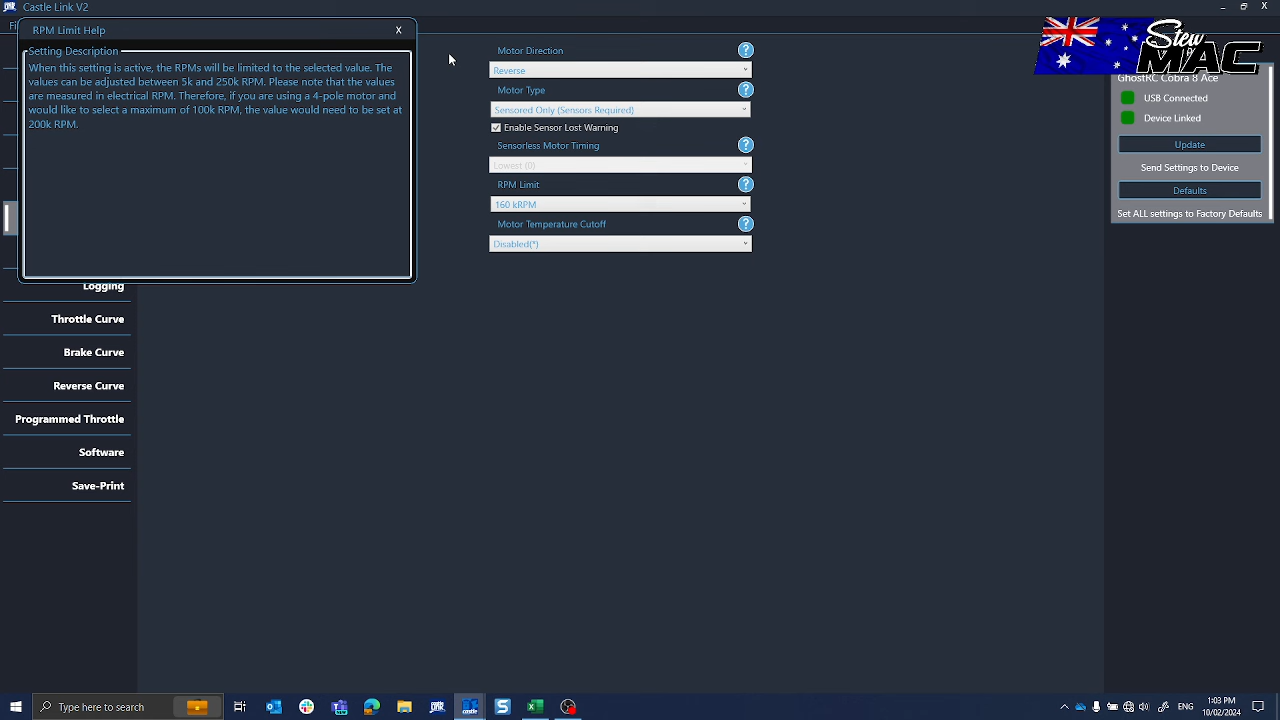 Castle Link V2
RPM Limit Help
X
Setting Description
When this setting is active, the RPMs will be limited to the selected value. The
values can be adjusted between 5k and 250k RPM. Please note that the values
are measured in electrical RPM. Therefore, if you are using a 4-pole motor and
would like to select a maximum of 100k RPM, the value would need to be set at
200k RPM.
Logging
Throttle Curve
Brake Curve
Reverse Curve
Programmed Throttle
Software
Save-Print
Motor Direction
?
Reverse
Motor Type
?
Sensored Only (Sensors Required)
Enable Sensor Lost Warning
Sensorless Motor Timing
?
Lowest (0)
RPM Limit
?
160 kRPM
Motor Temperature Cutoff
?
Disabled(*)
Stew
by
MAC
GhostRC Cobra 8 Ace
USB Connected
Device Linked
Update
Send Settings to Device
Defaults
Set ALL settings to Factory Defaults
Type here to search
ENG
1:03 PM
10/02/2024